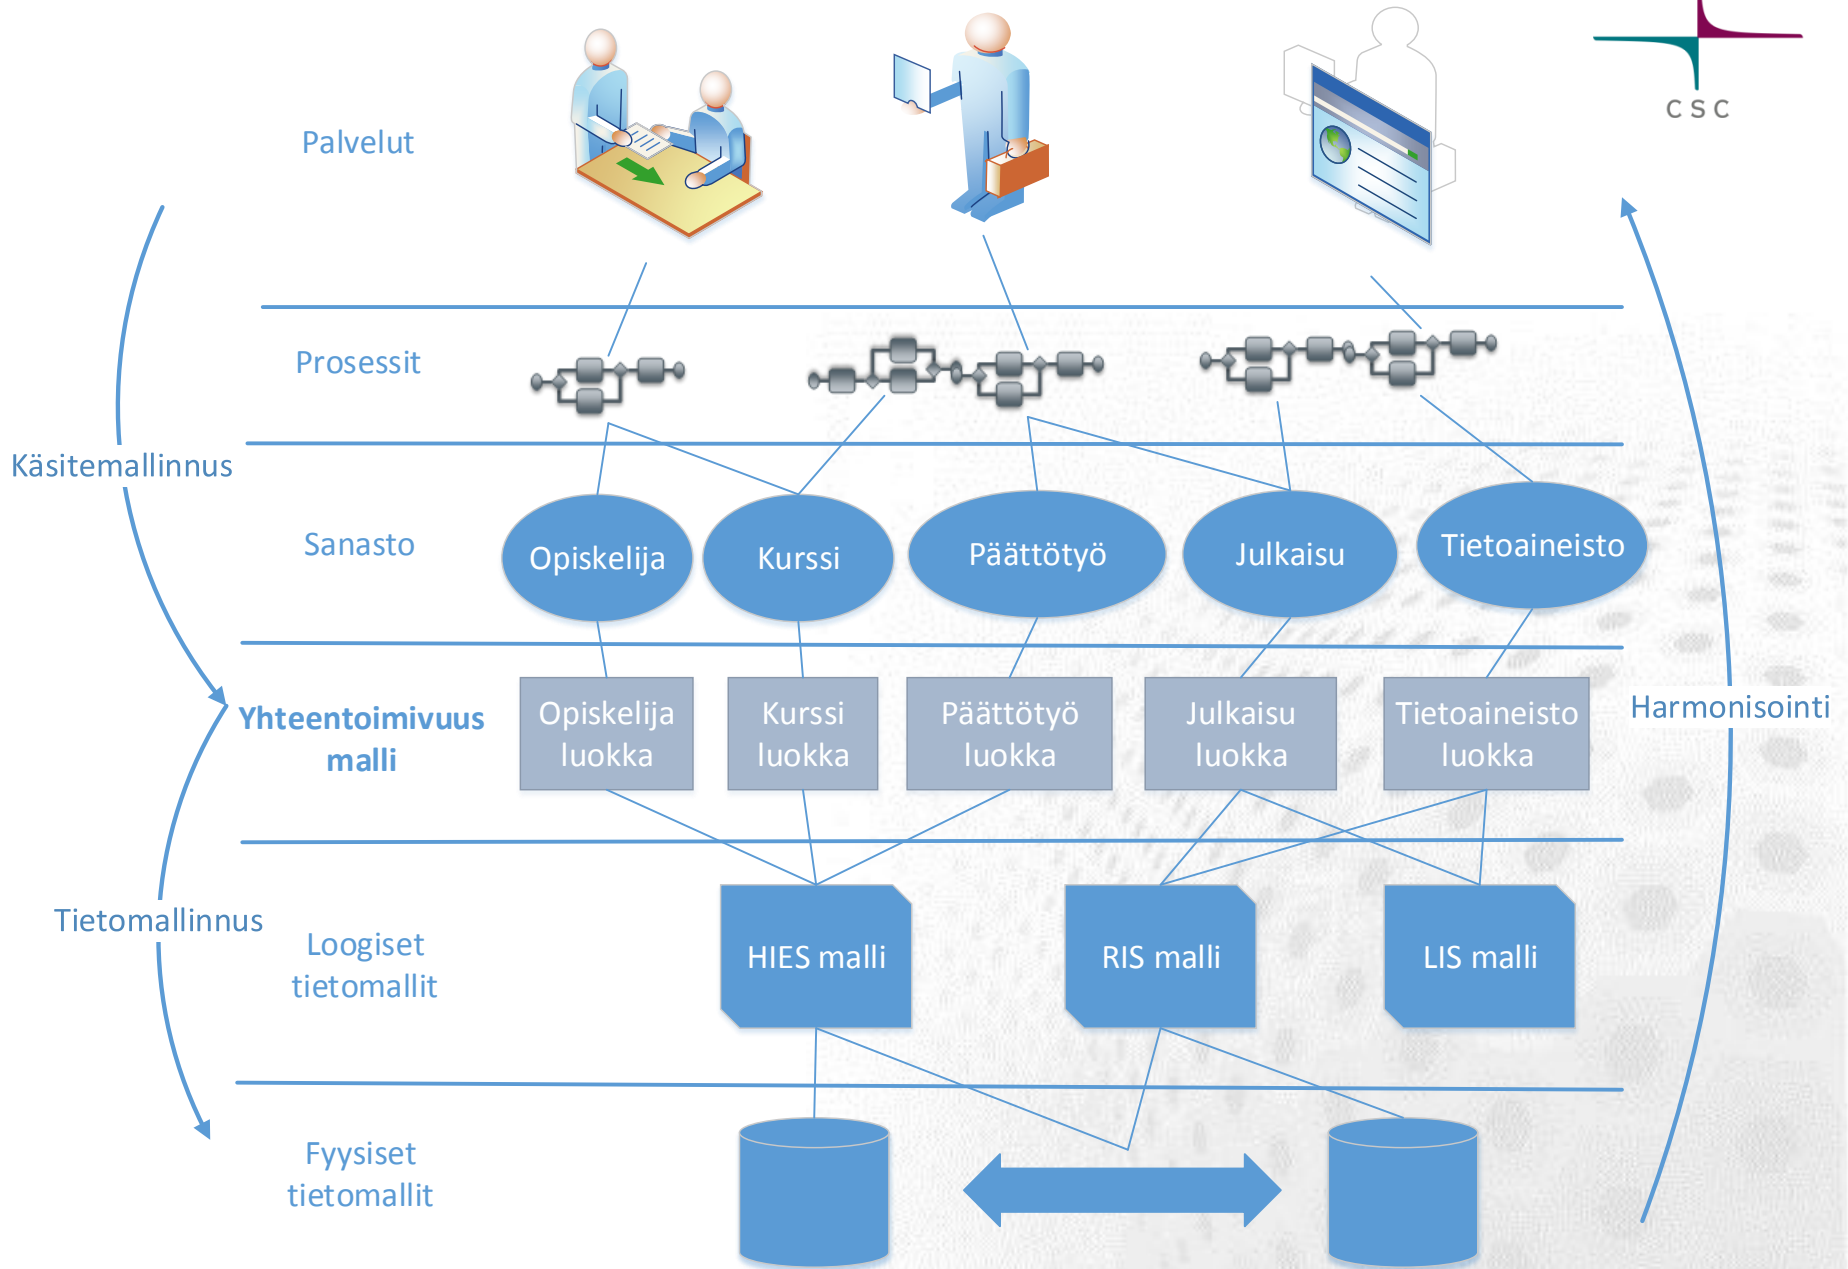 CSC
Palvelut
Prosessit
Käsitemallinnus
Sanasto
Opiskelija
Kurssi
Päättötyö
Julkaisu
Tietoaineisto
Yhteentoimivuus
malli
Opiskelija
luokka
Kurssi
luokka
Päättötyö
luokka
Julkaisu
luokka
Tietoaineisto
luokka
Harmonisointi
Tietomallinnus
Loogiset
tietomallit
HIES malli
RIS malli
LIS malli
Fyysiset
tietomallit